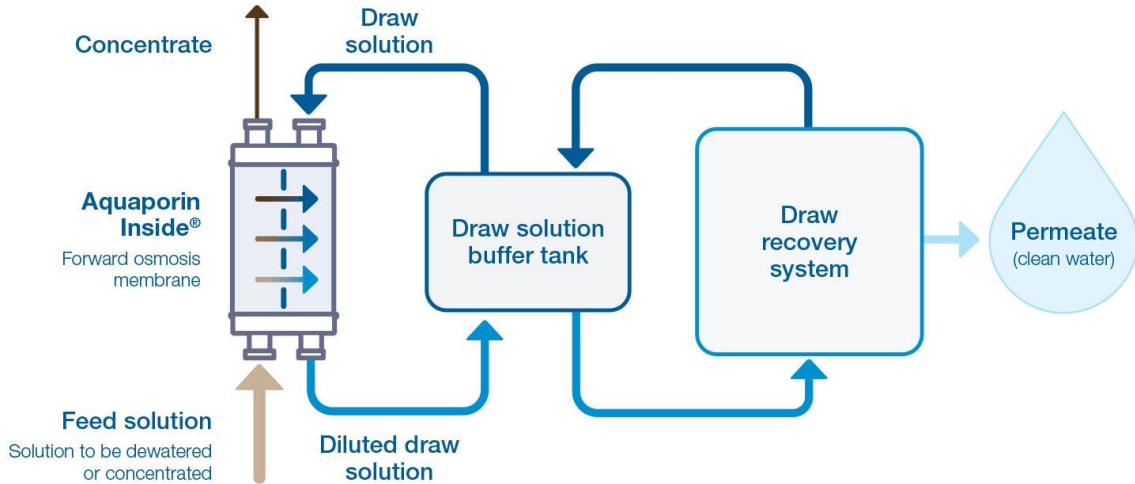 Concentrate
Draw
solution
Aquaporin
Inside®
Forward osmosis
membrane
Draw solution
buffer tank
Draw
recovery
system
Permeate
(clean water)
Feed solution
Solution to be dewatered
or concentrated
Diluted draw
solution